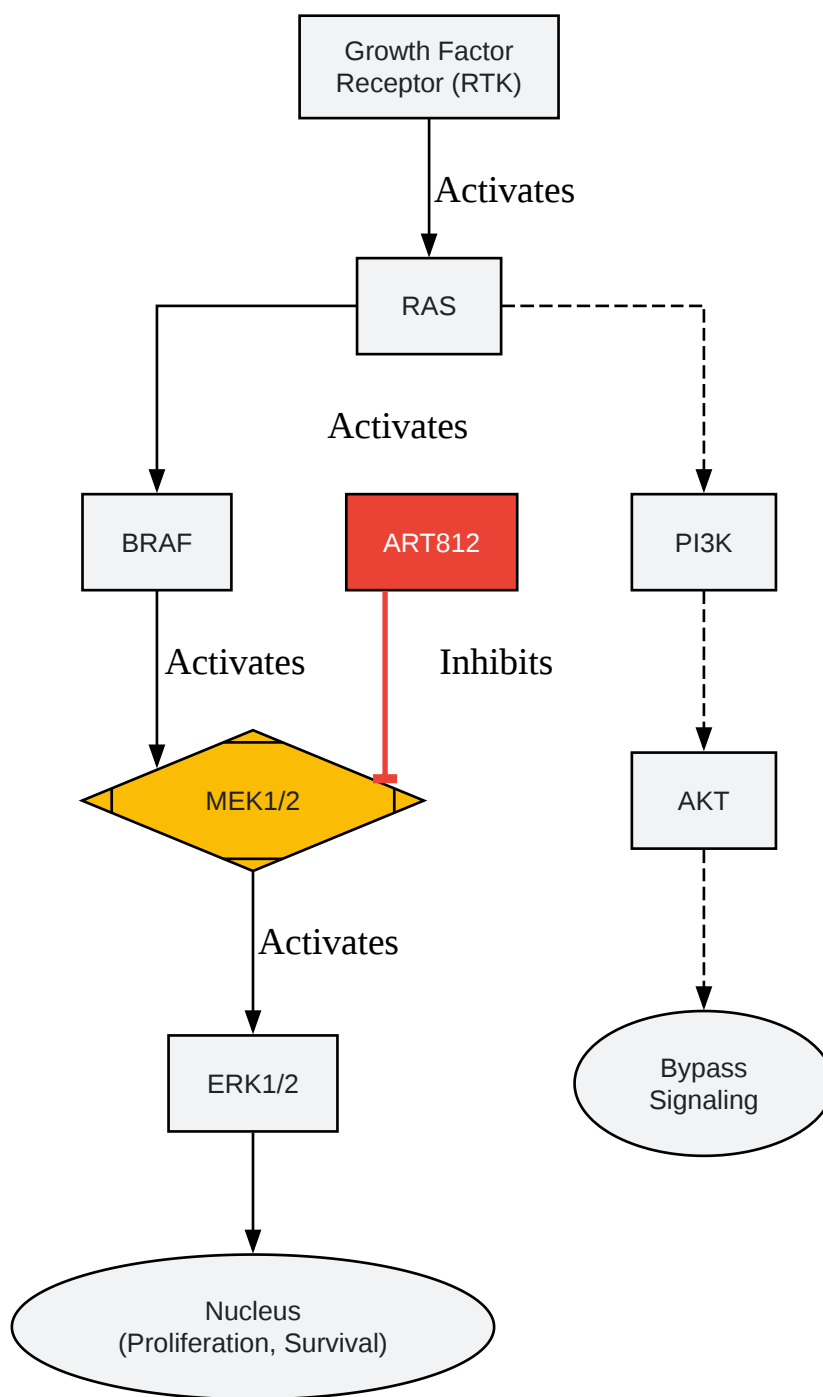 Growth Factor
Receptor (RTK)
Activates
RAS
Activates
BRAF
ART812
PI3K
Activates
Inhibits
MEK1/2
AKT
Activates
ERK1/2
Bypass
Signaling
Nucleus
(Proliferation, Survival)